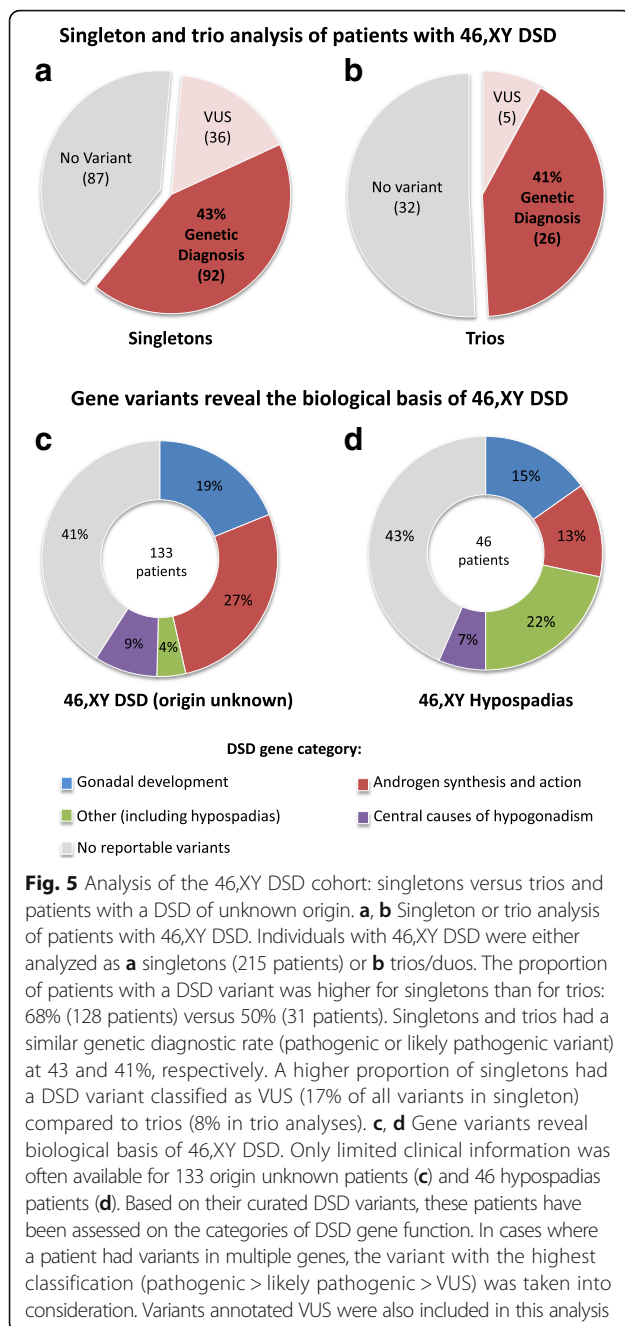 Singleton and trio analysis of patients with 46,XY DSD
a
b
VUS
(36)
No Variant
(87)
43%
Genetic
Diagnosis
(92)
Singletons
VUS
(5)
No variant
(32)
41%
Genetic
Diagnosis
(26)
Trios
Gene variants reveal the biological basis of 46,XY DSD
c
d
19%
41%
133
patients
27%
9%
4%
46,XY DSD (origin unknown)
15%
43%
46
patients
13%
22%
7%
46,XY Hypospadias
DSD gene category:
Gonadal development
Androgen synthesis and action
Other (including hypospadias)
Central causes of hypogonadism
No reportable variants
Fig. 5 Analysis of the 46,XY DSD cohort: singletons versus trios and
patients with a DSD of unknown origin. a, b Singleton or trio analysis
of patients with 46,XY DSD. Individuals with 46,XY DSD were either
analyzed as a singletons (215 patients) or b trios/duos. The proportion
of patients with a DSD variant was higher for singletons than for trios:
68% (128 patients) versus 50% (31 patients). Singletons and trios had a
similar genetic diagnostic rate (pathogenic or likely pathogenic variant)
at 43 and 41%, respectively. A higher proportion of singletons had
a DSD variant classified as VUS (17% of all variants in singleton)
compared to trios (8% in trio analyses). c, d Gene variants reveal
biological basis of 46,XY DSD. Only limited clinical information was
often available for 133 origin unknown patients (c) and 46 hypospadias
patients (d). Based on their curated DSD variants, these patients have
been assessed on the categories of DSD gene function. In cases where
a patient had variants in multiple genes, the variant with the highest
classification (pathogenic > likely pathogenic > VUS) was taken into
consideration. Variants annotated VUS were also included in this analysis